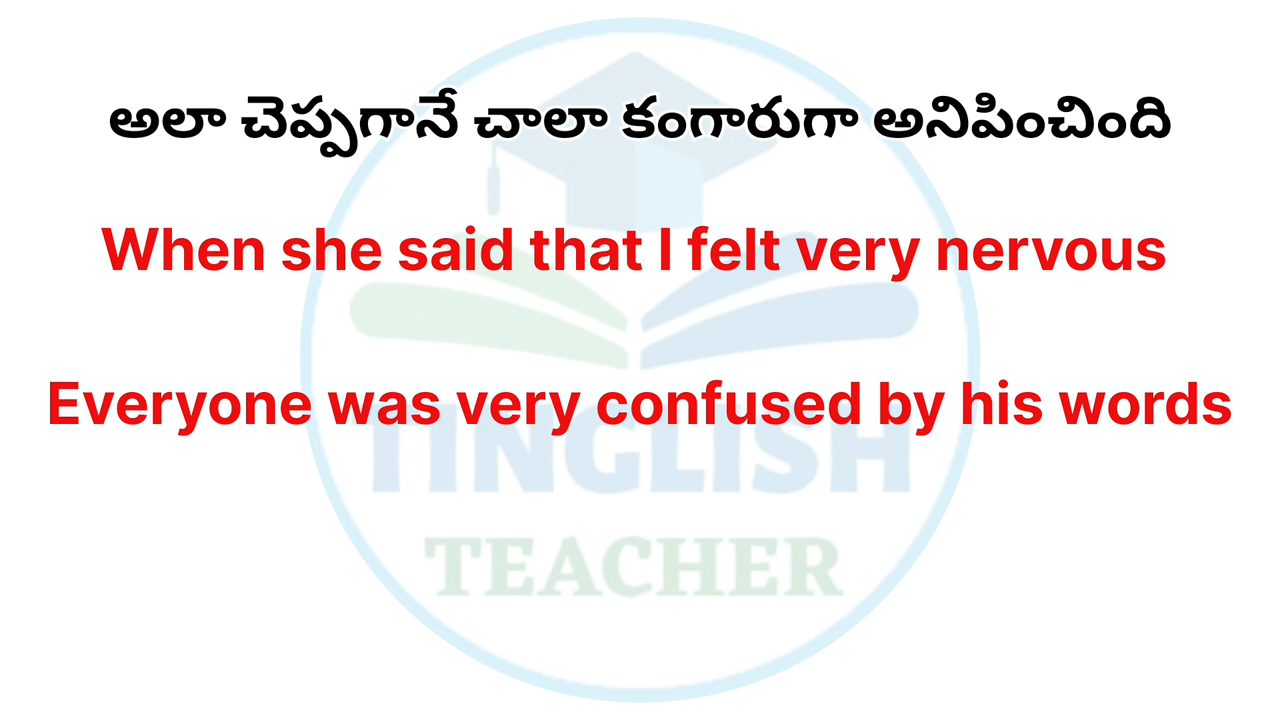 అలా చెప్పగానే చాలా కంగారుగా అనిపించింది
When she said that I felt very nervous
Everyone was very confused by his words
TINGLISH
TEACHER